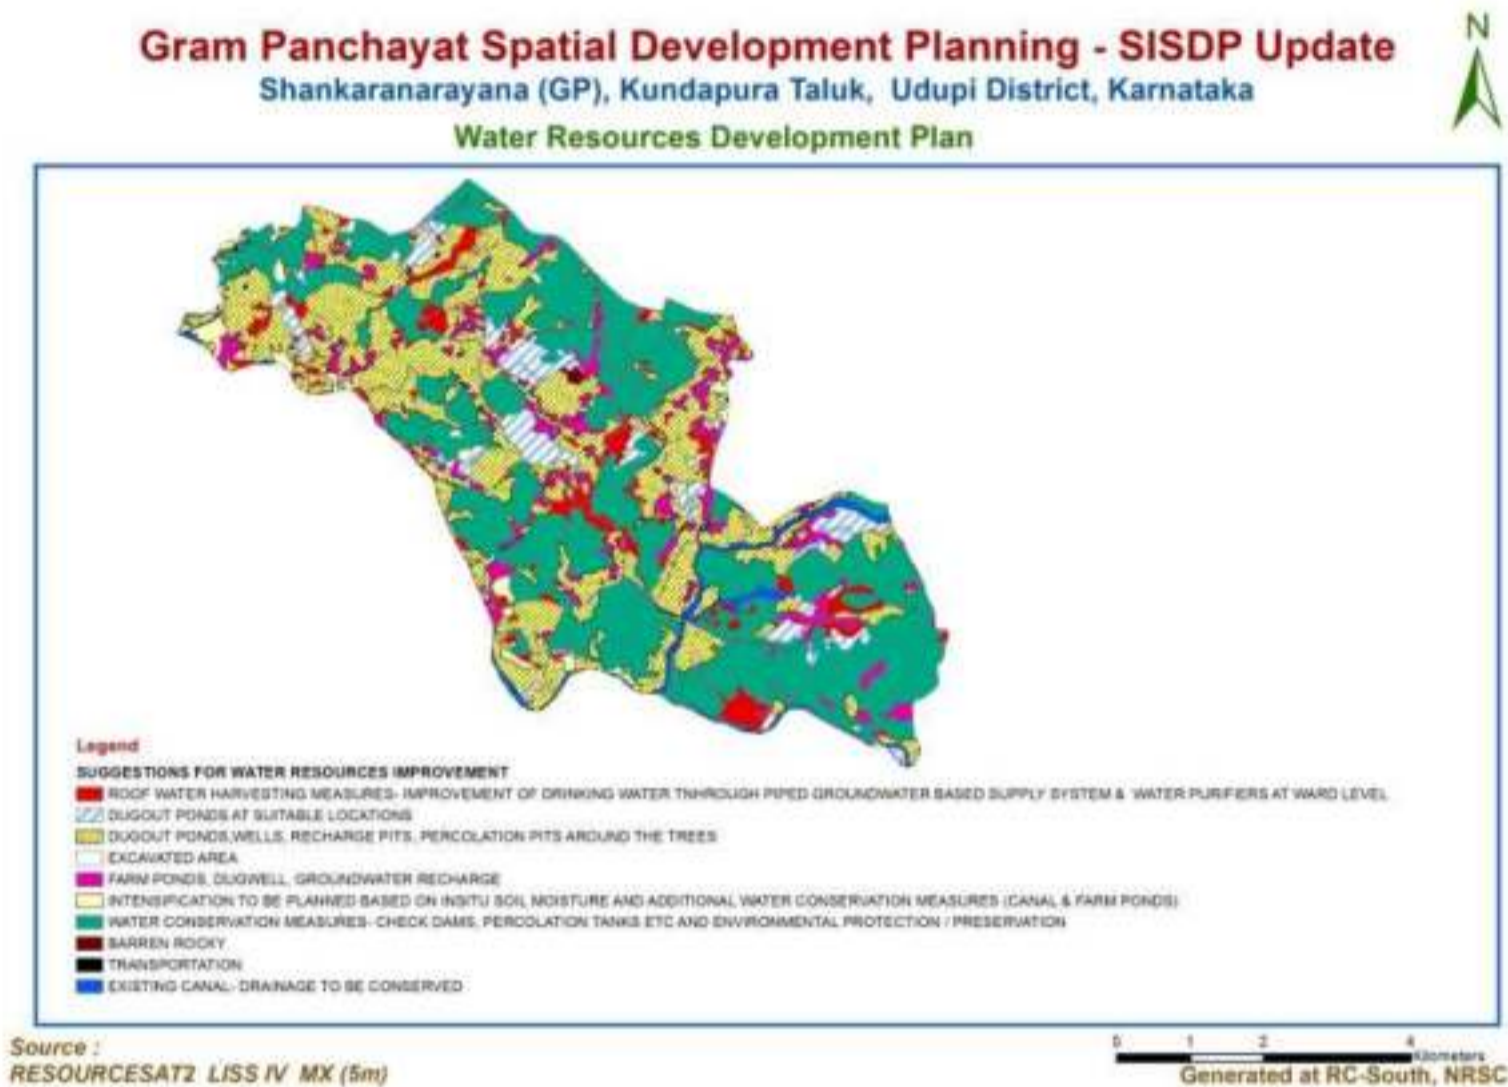 Gram Panchayat Spatial Development Planning - SISDP Update
N
Shankaranarayana (GP), Kundapura Taluk, Udupi District, Karnataka
Water Resources Development Plan
Legend
SUGGESTIONS FOR WATER RESOURCES IMPROVEMENT
ROOF WATER HARVESTING MEASURES- IMPROVEMENT OF DRINKING WATER TNHROUGH PIPED GROUNDWATER BASED SUPPLY SYSTEM & WATER PURIFIERS AT WARD LEVEL
DUGOUT PONDS AT SUITABLE LOCATIONS
DUGOUT PONDS,WELLS, RECHARGE PITS, PERCOLATION PITS AROUND THE TREES
EXCAVATED AREA
FARM PONDS, DUGWELL, GROUNDWATER RECHARGE
INTENSIFICATION TO BE PLANNED BASED ON INSITU SOIL MOISTURE AND ADDITIONAL WATER CONSERVATION MEASURES (CANAL & FARM PONDS)
WATER CONSERVATION MEASURES- CHECK DAMS, PERCOLATION TANKS ETC AND ENVIRONMENTAL PROTECTION / PRESERVATION
BARREN ROCKY
TRANSPORTATION
EXISTING CANAL- DRAINAGE TO BE CONSERVED
Source :
RESOURCESAT2 LISS IV MX (5m)
0 1 2 4
Kilometers
Generated at RC-South, NRSC